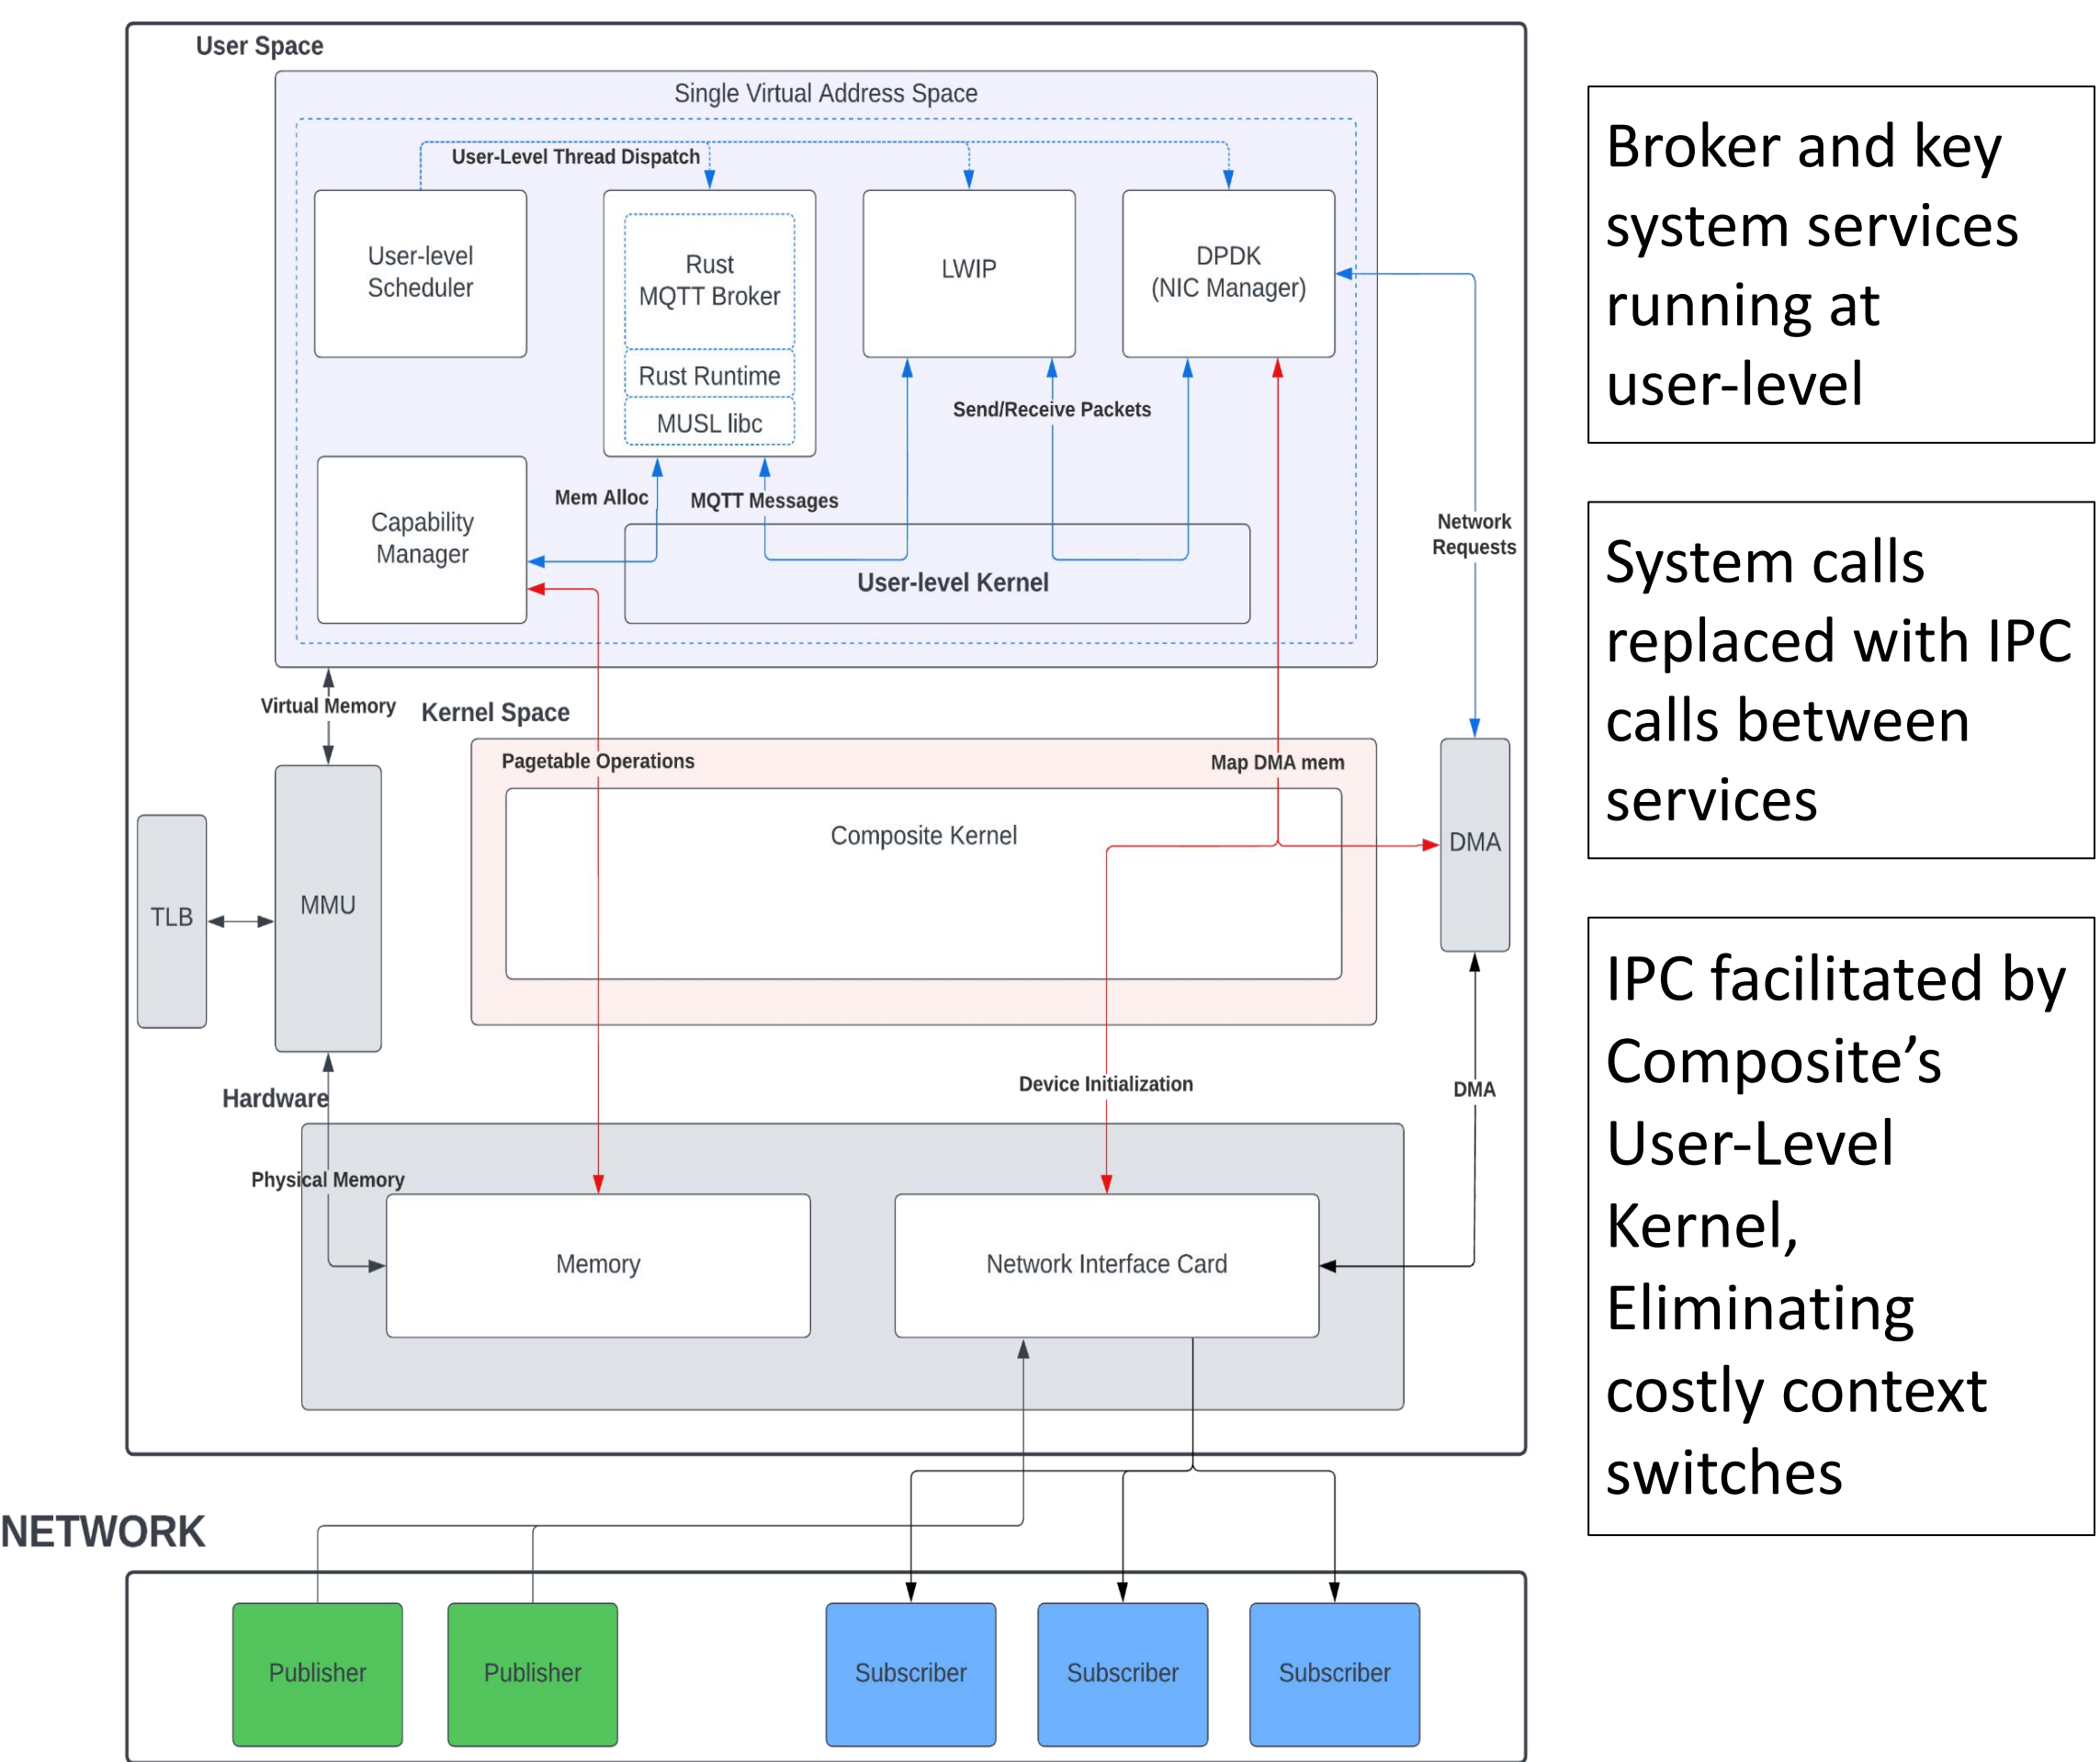 User Space
Single Virtual Address Space
User-Level Thread Dispatch
User-level
Scheduler
Rust
MQTT Broker
Rust Runtime
MUSL libc
LWIP
DPDK
(NIC Manager)
Send/Receive Packets
Mem Alloc
MQTT Messages
Capability
Manager
User-level Kernel
Network
Requests
Virtual Memory
Kernel Space
Pagetable Operations
Map DMA mem
Composite Kernel
DMA
TLB
MMU
Hardware
Device Initialization
DMA
Physical Memory
Memory
Network Interface Card
NETWORK
Publisher
Publisher
Subscriber
Subscriber
Subscriber
Broker and key
system services
running at
user-level
System calls
replaced with IPC
calls between
services
IPC facilitated by
Composite’s
User-Level
Kernel,
Eliminating
costly context
switches